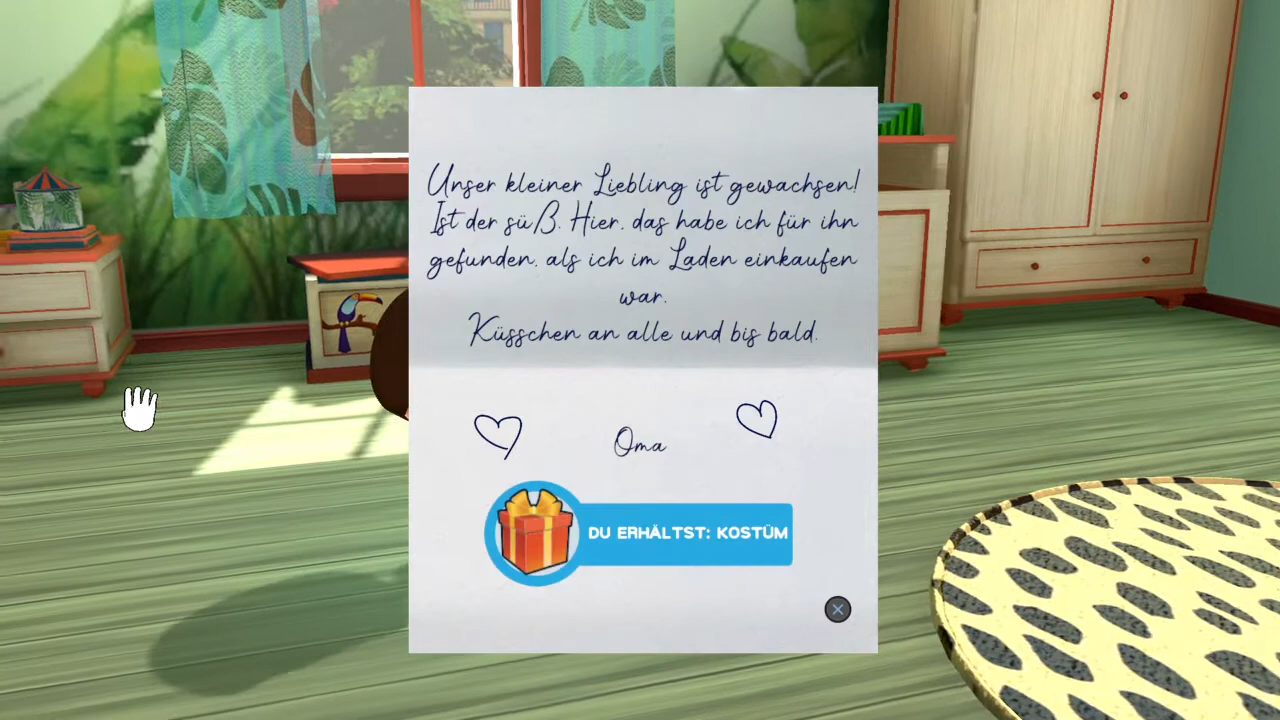 Unser kleiner Liebling ist gewachsen!
Ist der süß. Hier, das habe ich für ihn
gefunden, als ich im Laden einkaufen
war.
Küsschen an alle und bis bald.
Oma
DU ERHÄLTST: KOSTÜM